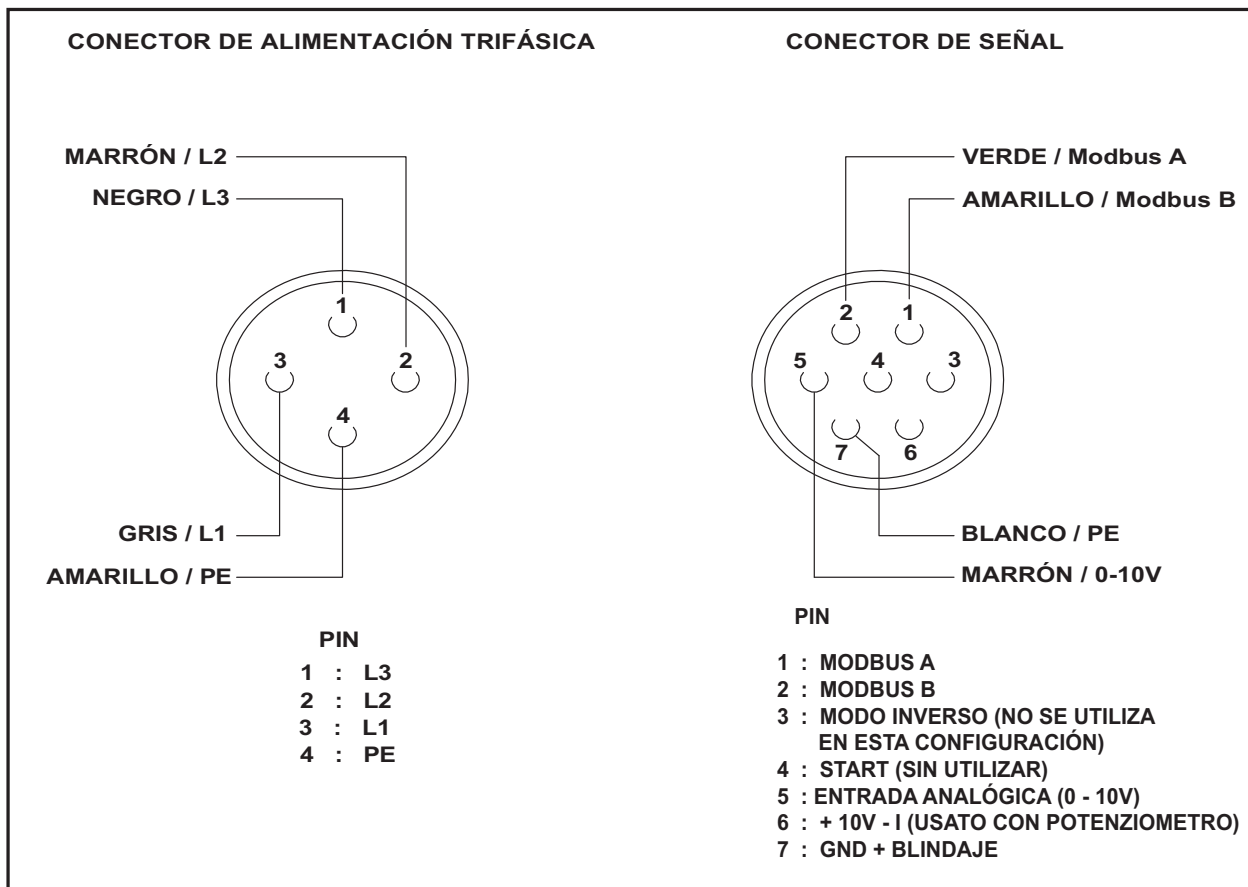 CONECTOR DE ALIMENTACIÓN TRIFÁSICA
MARRÓN / L2
NEGRO / L3
1
3
2
4
GRIS / L1
AMARILLO / PE
PIN
1 : L3
2 : L2
3 : L1
4 : PE
CONECTOR DE SEÑAL
VERDE / Modbus A
AMARILLO / Modbus B
2
1
5
4
3
7
6
BLANCO / PE
MARRÓN / 0-10V
PIN
1 : MODBUS A
2 : MODBUS B
3 : MODO INVERSO (NO SE UTILIZA
EN ESTA CONFIGURACIÓN)
4 : START (SIN UTILIZAR)
5 : ENTRADA ANALÓGICA (0 - 10V)
6 : + 10V - I (USATO CON POTENZIOMETRO)
7 : GND + BLINDAJE